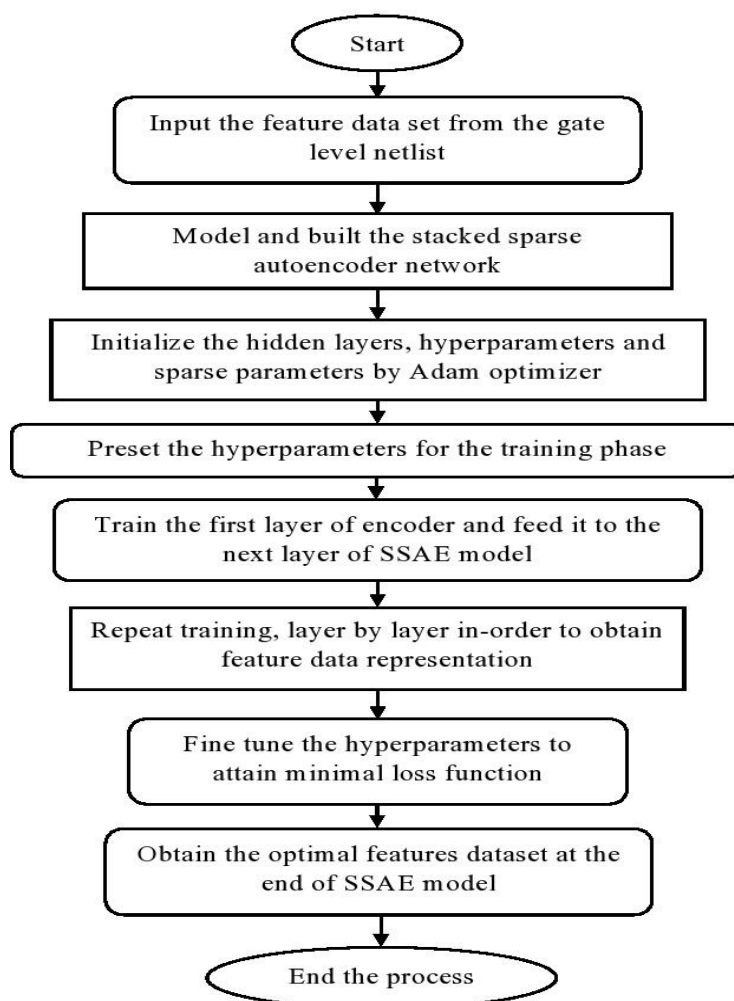 Start
Input the feature data set from the gate
level netlist
Model and built the stacked sparse
autoencoder network
Initialize the hidden layers, hyperparameters and
sparse parameters by Adam optimizer
Preset the hyperparameters for the training phase
Train the first layer of encoder and feed it to the
next layer of SSAE model
Repeat training, layer by layer in-order to obtain
feature data representation
Fine tune the hyperparameters to
attain minimal loss function
Obtain the optimal features dataset at the
end of SSAE model
End the process